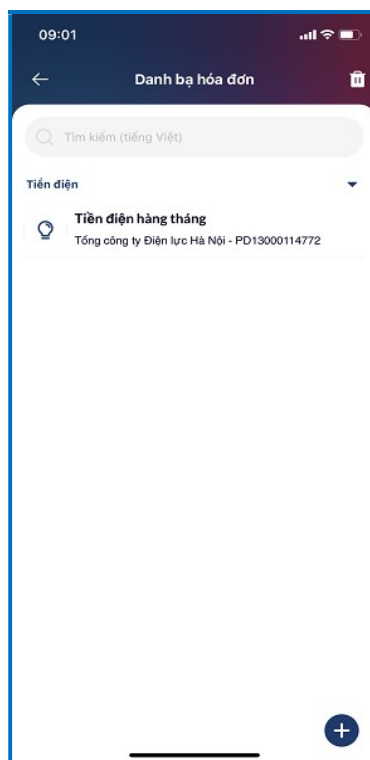 09:01
Danh bạ hóa đơn
Tìm kiếm (tiếng Việt)
Tiền điện
Tiền điện hàng tháng
Tổng công ty Điện lực Hà Nội - PD13000114772